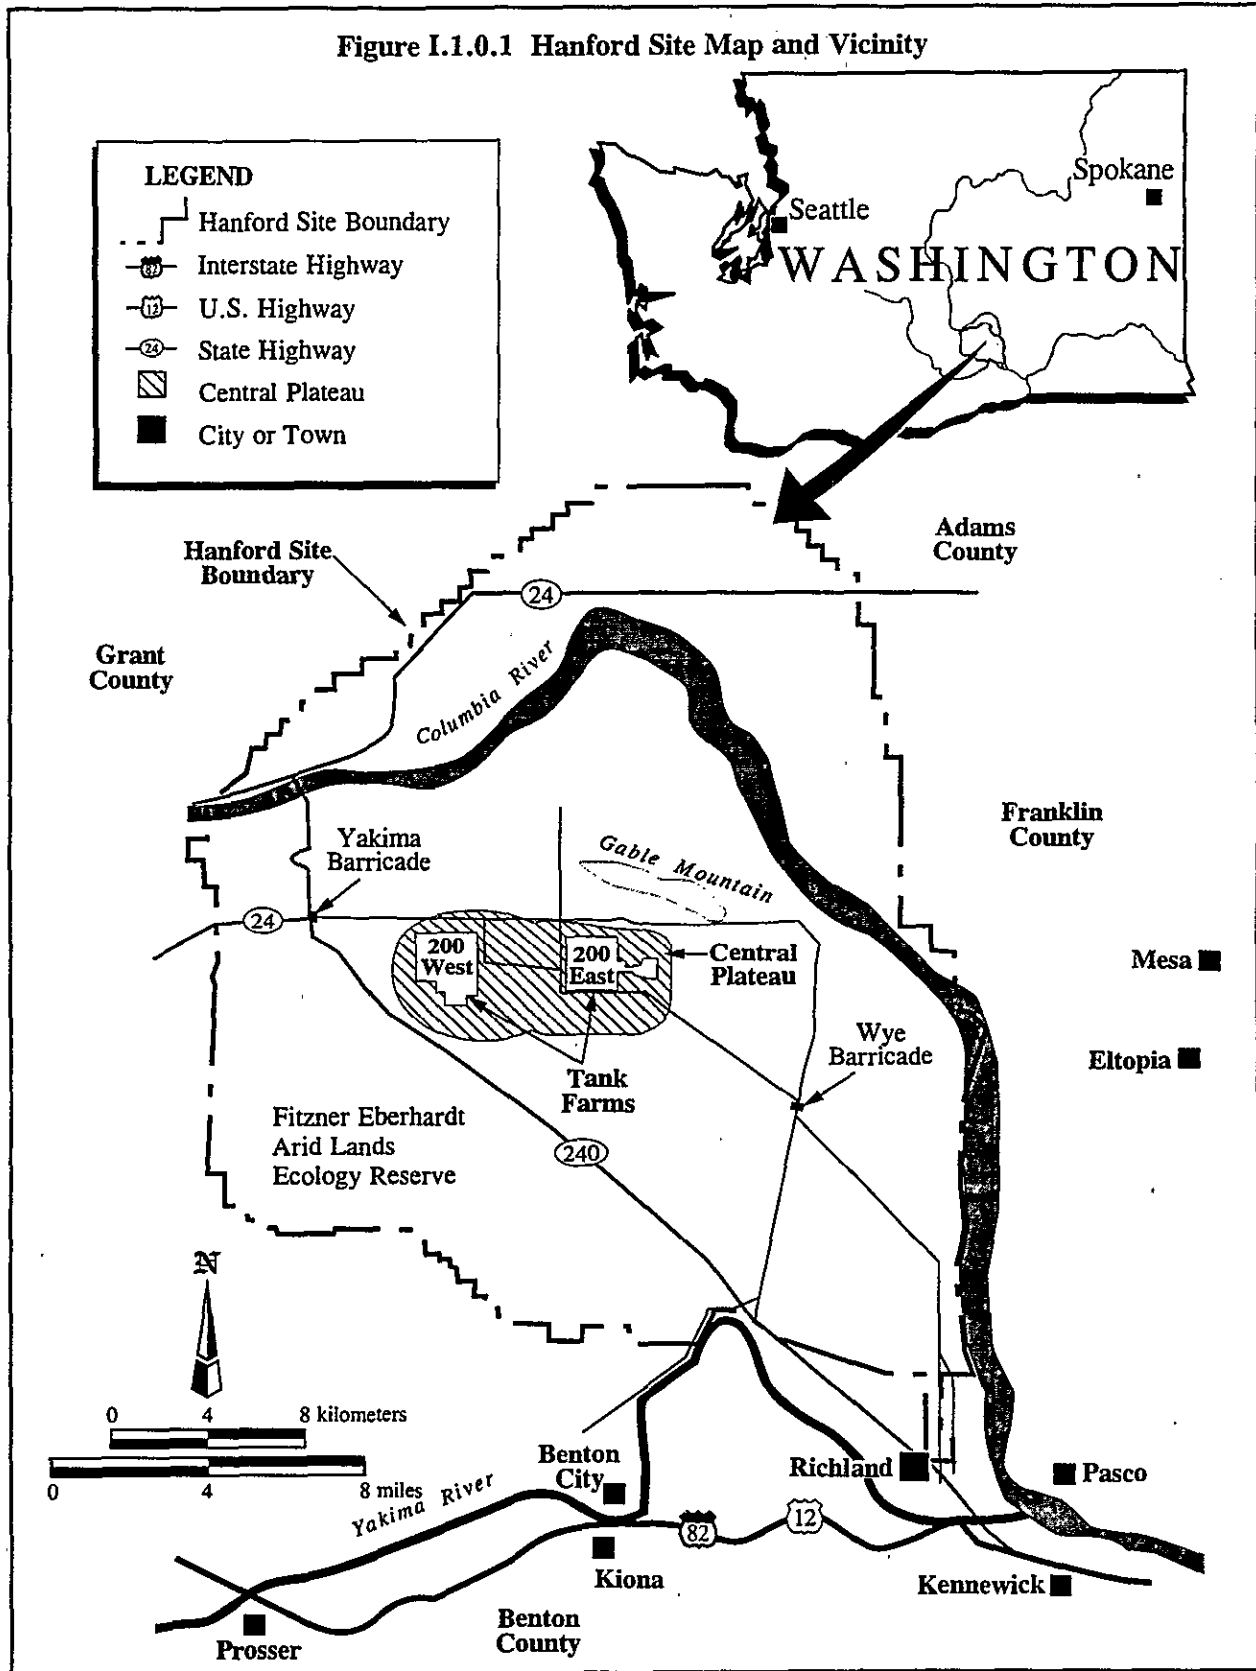 Figure I.1.0.1 Hanford Site Map and Vicinity
LEGEND
Hanford Site Boundary
82
Interstate Highway
12
U.S. Highway
24
State Highway
Central Plateau
City or Town
Spokane
Seattle
WASHINGTON
Adams
County
Hanford Site
Boundary
24
Grant
County
Columbia River
Franklin
County
Yakima
Barricade
Gable Mountain
24
200
West
200
East
Central
Plateau
Mesa
Wye
Barricade
Eltopia
Tank
Farms
Fitzner Eberhardt
Arid Lands
Ecology Reserve
240
N
0 4 8 kilometers
0 4 8 miles
Benton
City
Richland
Pasco
Yakima River
82
12
Kiona
Kennewick
Benton
County
Prosser